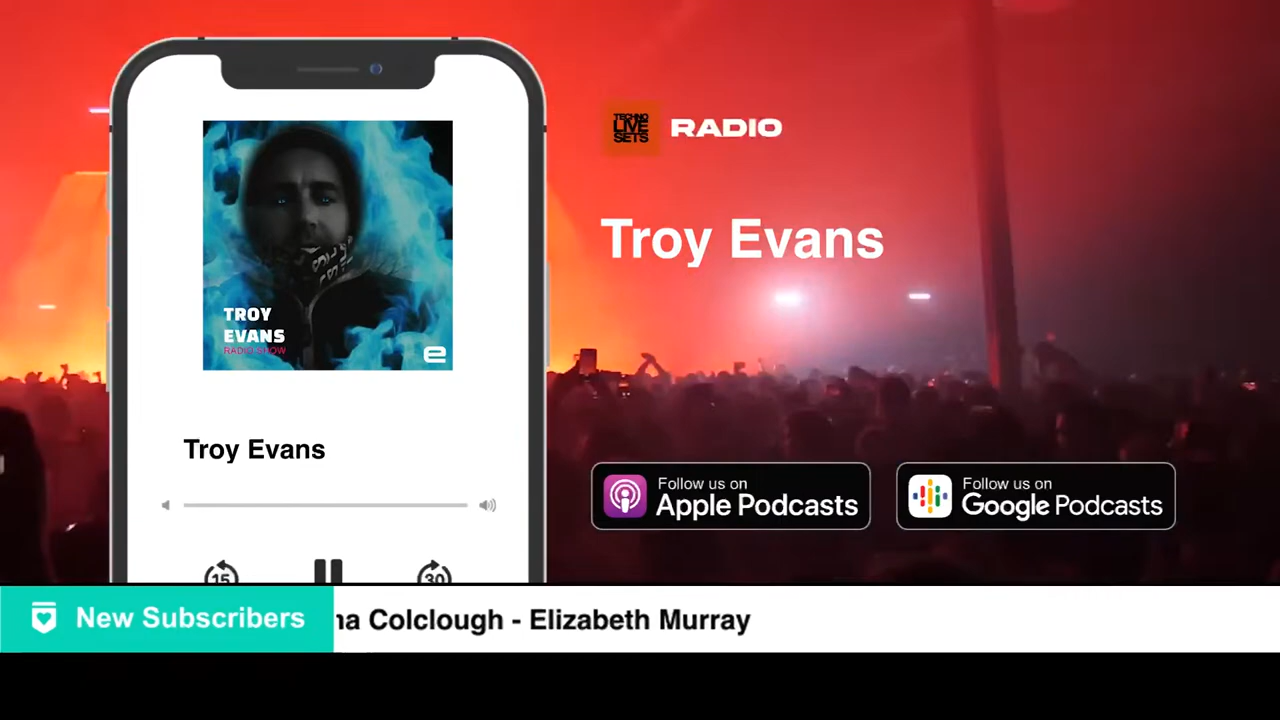 TECHNO
LIVE
SETS
RADIO
Troy Evans
TROY
EVANS
RADIO SHOW
e
Troy Evans
Follow us on
Apple Podcasts
Follow us on
Google Podcasts
15
30
New Subscribers
na Colclough - Elizabeth Murray